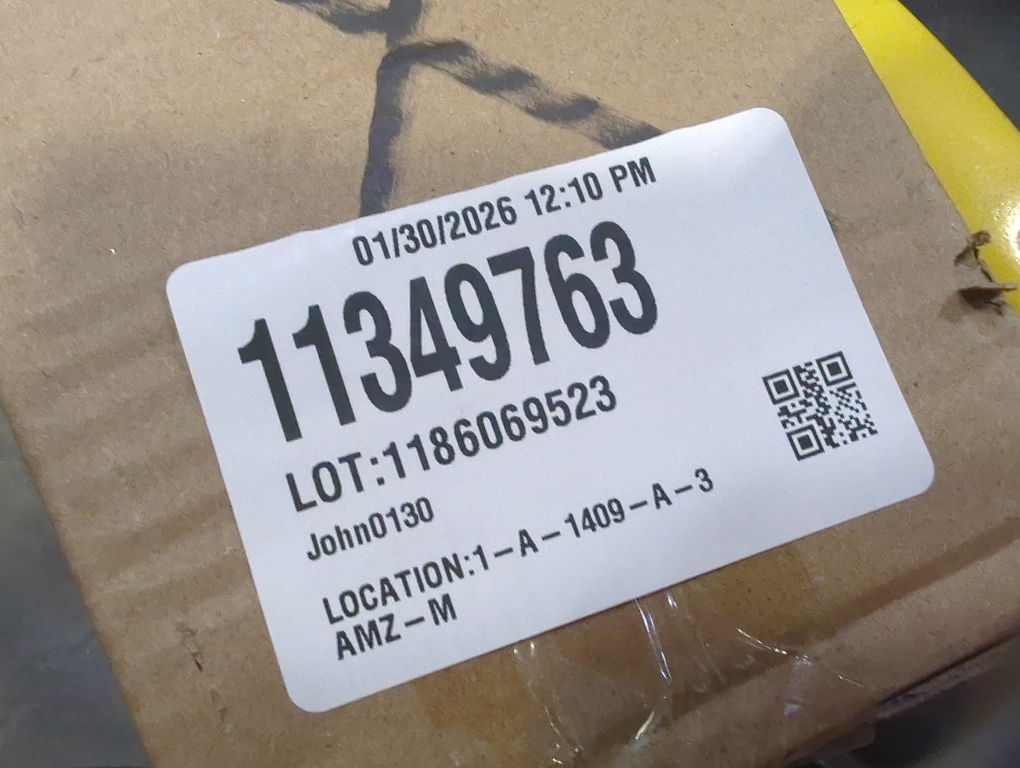 01/30/2026 12:10 PM
11349763
LOT:1186069523
John0130
LOCATION:1-A-1409-A-3
AMZ-M